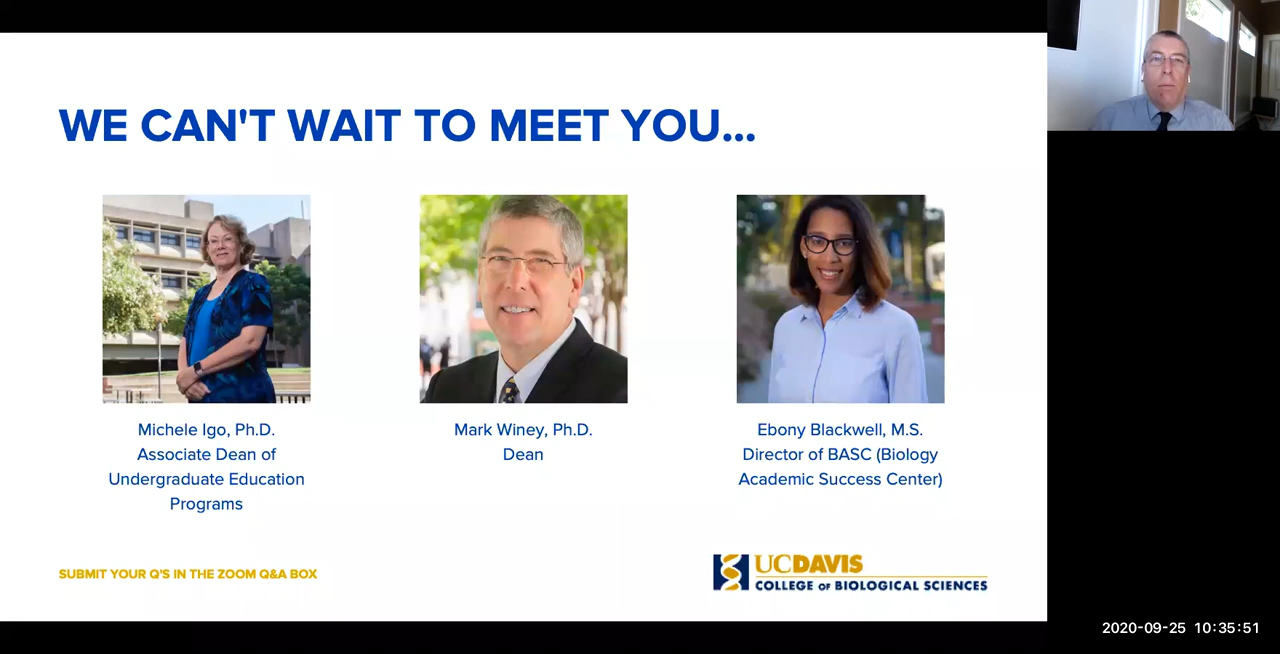 WE CAN'T WAIT TO MEET YOU...
Michele Igo, Ph.D.
Associate Dean of
Undergraduate Education
Programs
Mark Winey, Ph.D.
Dean
Ebony Blackwell, M.S.
Director of BASC (Biology
Academic Success Center)
SUBMIT YOUR Q'S IN THE ZOOM Q&A BOX
UCDAVIS
COLLEGE OF BIOLOGICAL SCIENCES
2020-09-25 10:35:51